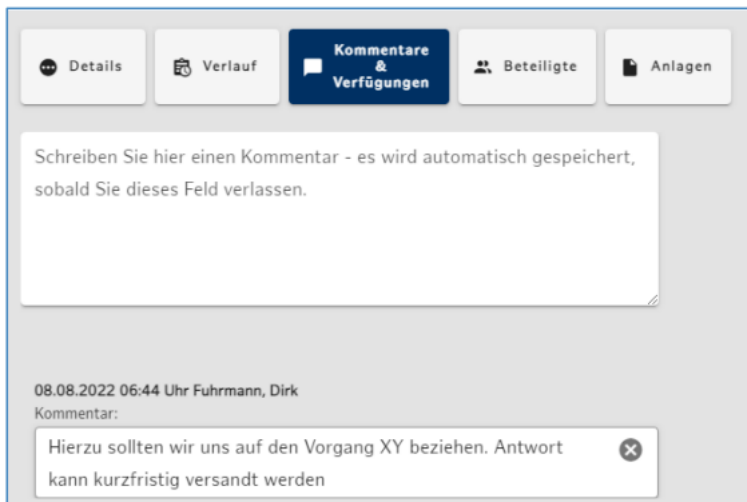 Details
Verlauf
Kommentare
&
Verfügungen
Beteiligte
Anlagen
Schreiben Sie hier einen Kommentar - es wird automatisch gespeichert,
sobald Sie dieses Feld verlassen.
08.08.2022 06:44 Uhr Fuhrmann, Dirk
Kommentar:
Hierzu sollten wir uns auf den Vorgang XY beziehen. Antwort
kann kurzfristig versandt werden